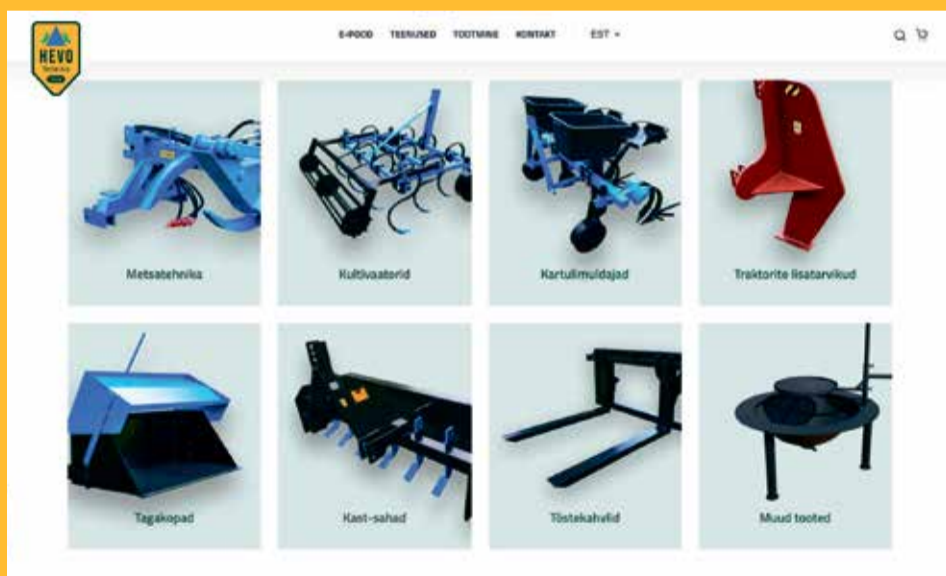 HEVO
E-POOD TEENUSED TOOTMINE KONTAKT EST
Metsatehnika
Kultivaatorid
Kartulimuldajad
Traktorite lisatarvikud
Tagakopad
Kast-sahad
Tõstekahvlid
Muud tooted